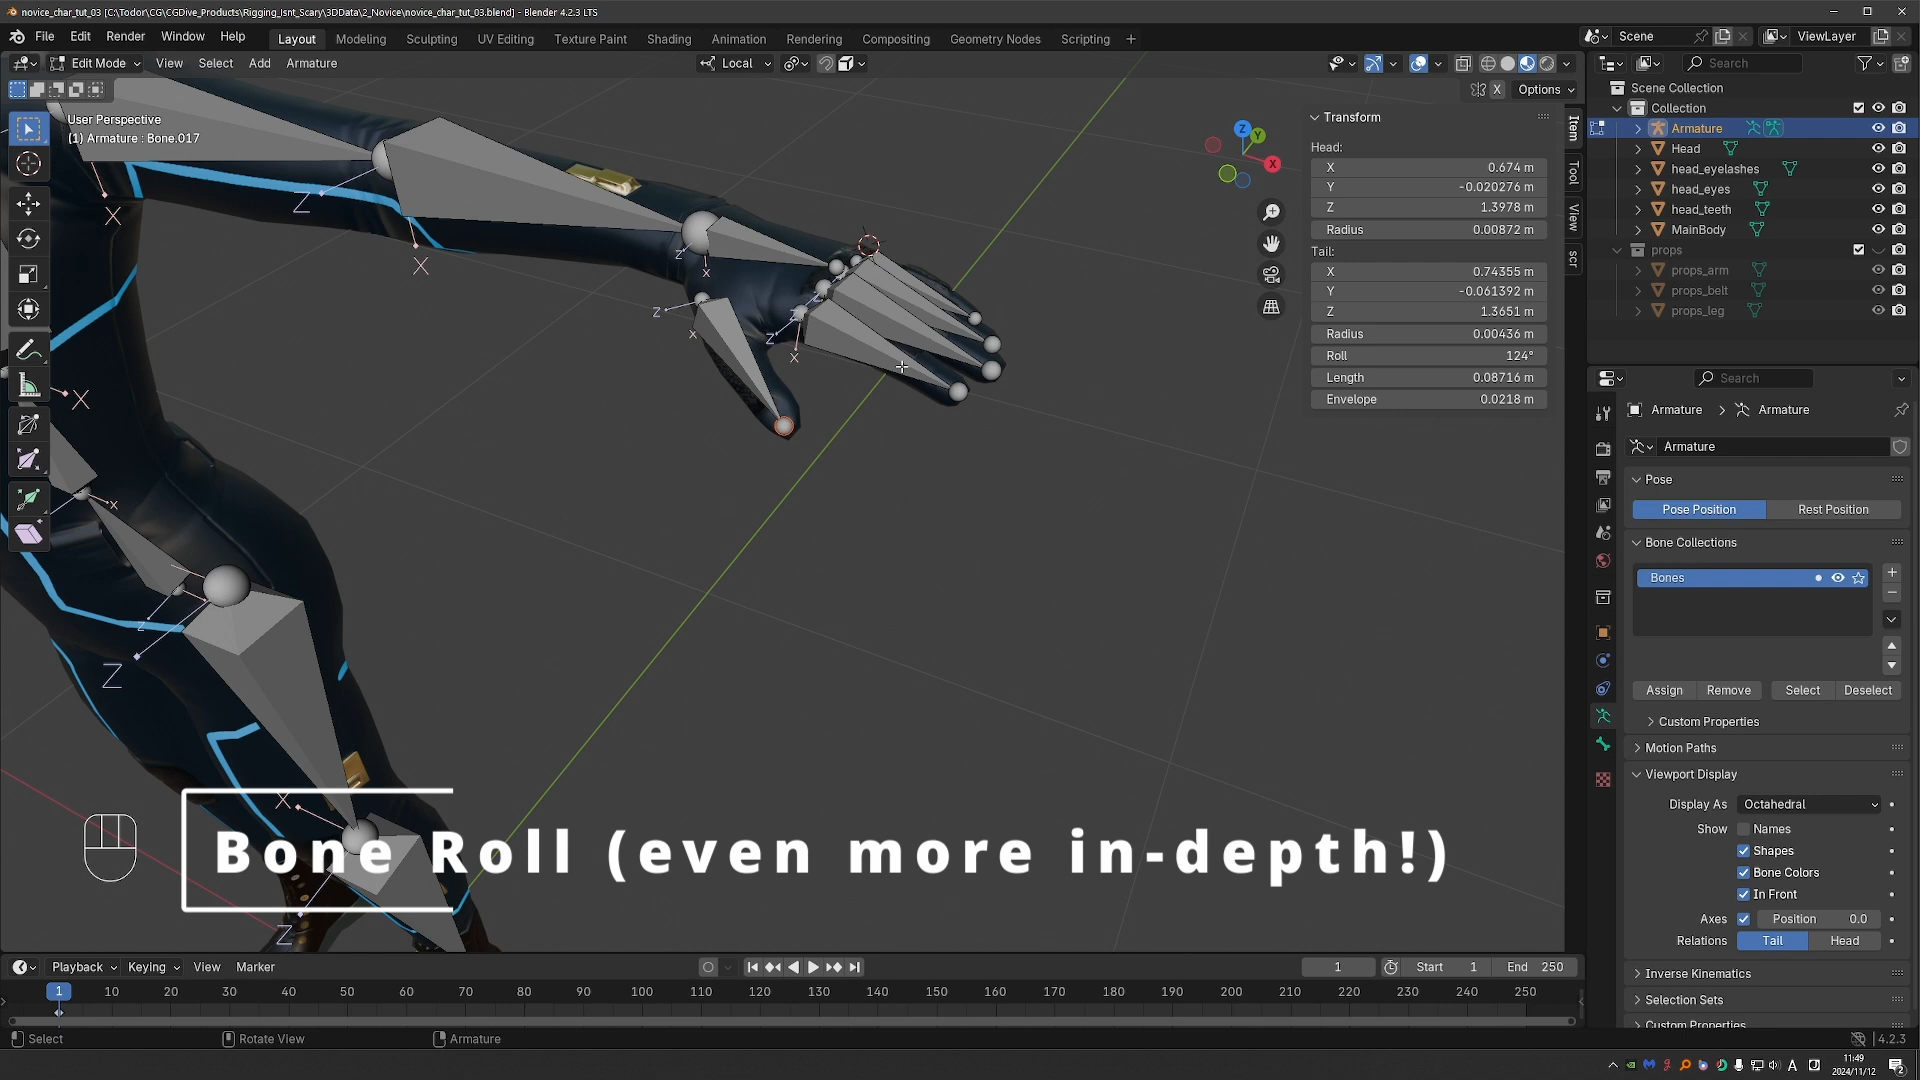 novice_char_tut_03 [C:\Todor\CG\CGDive_Products\Rigging_Isnt_Scary\3DData\2_Novice\novice_char_tut_03.blend] - Blender 4.2.3 LTS
File Edit Render Window Help Layout Modeling Sculpting UV Editing Texture Paint Shading Animation Rendering Compositing Geometry Nodes Scripting + Scene ViewLayer
Edit Mode View Select Add Armature Local Search
X Options
User Perspective
(1) Armature : Bone.017
Scene Collection
Collection
Armature
Head
head_eyelashes
head_eyes
head_teeth
MainBody
props
props_arm
props_belt
props_leg
Z Y X
Transform
Head:
X 0.674 m
Y -0.020276 m
Z 1.3978 m
Radius 0.00872 m
Tail:
X 0.74355 m
Y -0.061392 m
Z 1.3651 m
Radius 0.00436 m
Roll 124°
Length 0.08716 m
Envelope 0.0218 m
Item
Tool
View
scr
Z
X
X
Z
X
Z
X
Z
X
Z
X
X
Z
Z
X
Z
Search
Armature > Armature
Armature
Pose
Pose Position Rest Position
Bone Collections
Bones
Assign Remove Select Deselect
Custom Properties
Motion Paths
Viewport Display
Display As Octahedral
Show Names
Shapes
Bone Colors
In Front
Axes Position 0.0
Relations Tail Head
Inverse Kinematics
Selection Sets
Custom Properties
Bone Roll (even more in-depth!)
Playback Keying View Marker 1 Start 1 End 250
1 10 20 30 40 50 60 70 80 90 100 110 120 130 140 150 160 170 180 190 200 210 220 230 240 250
Select Rotate View Armature 4.2.3
A 11:49
2024/11/12 2